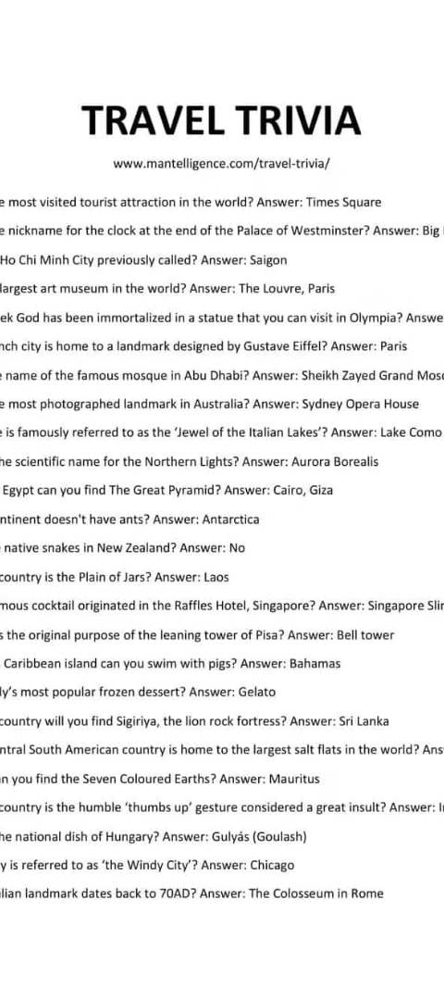 TRAVEL TRIVIA
www.mantelligence.com/travel-trivia/
e most visited tourist attraction in the world? Answer: Times Square
e nickname for the clock at the end of the Palace of Westminster? Answer: Big
Ho Chi Minh City previously called? Answer: Saigon
largest art museum in the world? Answer: The Louvre, Paris
ek God has been immortalized in a statue that you can visit in Olympia? Answe
nch city is home to a landmark designed by Gustave Eiffel? Answer: Paris
e name of the famous mosque in Abu Dhabi? Answer: Sheikh Zayed Grand Mosq
e most photographed landmark in Australia? Answer: Sydney Opera House
e is famously referred to as the ‘Jewel of the Italian Lakes’? Answer: Lake Como
he scientific name for the Northern Lights? Answer: Aurora Borealis
Egypt can you find The Great Pyramid? Answer: Cairo, Giza
ntinent doesn't have ants? Answer: Antarctica
native snakes in New Zealand? Answer: No
country is the Plain of Jars? Answer: Laos
mous cocktail originated in the Raffles Hotel, Singapore? Answer: Singapore Slin
s the original purpose of the leaning tower of Pisa? Answer: Bell tower
Caribbean island can you swim with pigs? Answer: Bahamas
ly’s most popular frozen dessert? Answer: Gelato
country will you find Sigiriya, the lion rock fortress? Answer: Sri Lanka
ntral South American country is home to the largest salt flats in the world? Ans
an you find the Seven Coloured Earths? Answer: Mauritus
country is the humble ‘thumbs up’ gesture considered a great insult? Answer: I
he national dish of Hungary? Answer: Gulyás (Goulash)
y is referred to as ‘the Windy City’? Answer: Chicago
alian landmark dates back to 70AD? Answer: The Colosseum in Rome